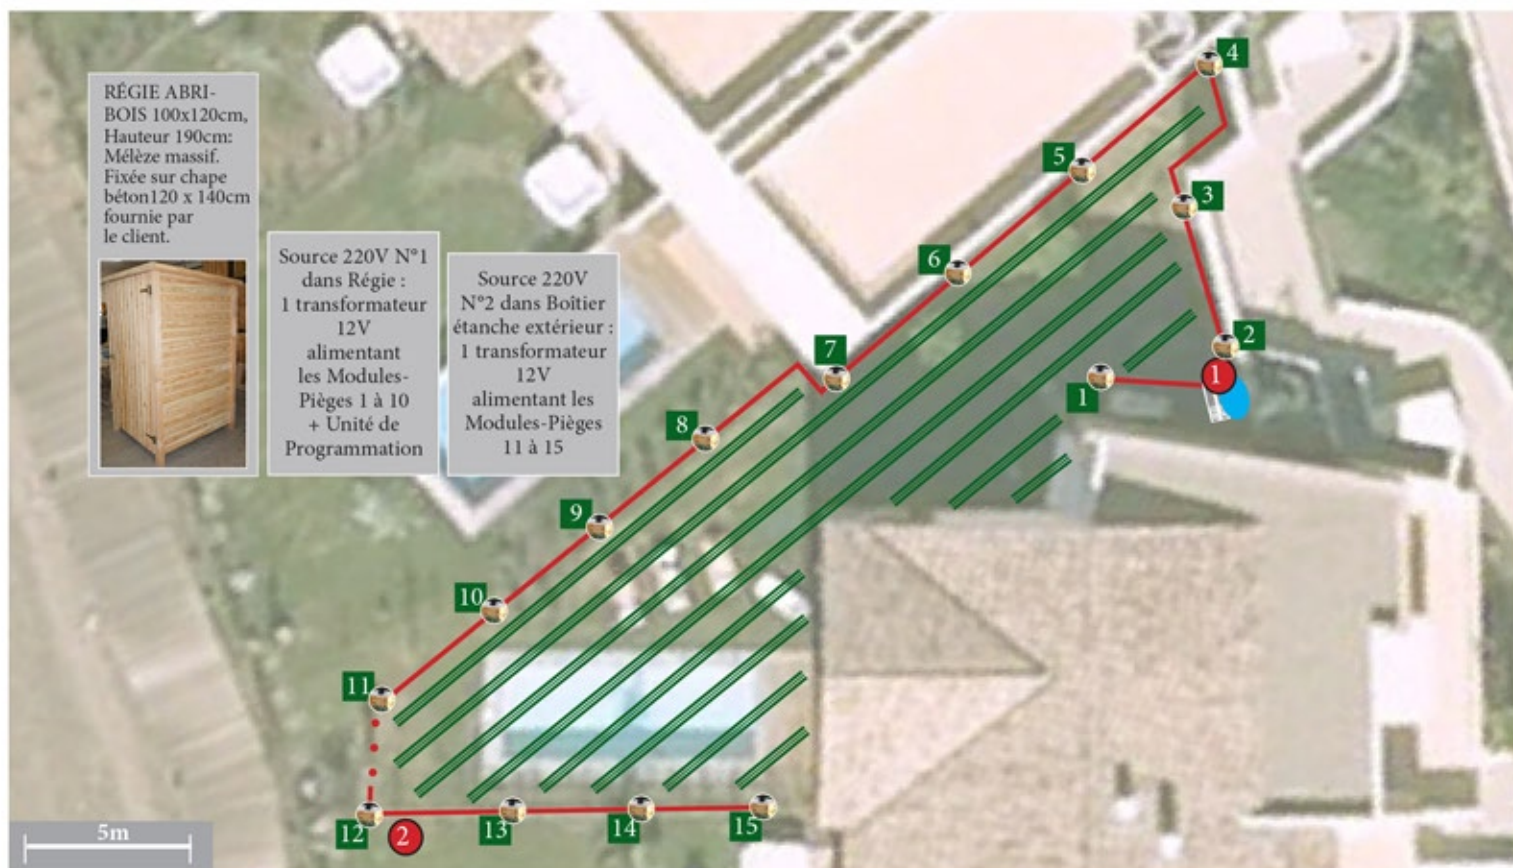 RÉGIE ABRI-
BOIS 100x120cm,
Hauteur 190cm:
Mélèze massif.
Fixée sur chape
béton120 x 140cm
fournie par
le client.
Source 220V N°1
dans Régie :
1 transformateur
12V
alimentant
les Modules-
Pièges 1 à 10
+ Unité de
Programmation
Source 220V
N°2 dans Boîtier
étanche extérieur :
1 transformateur
12V
alimentant les
Modules-Pièges
11 à 15
4
5
3
6
2
7
1
1
8
9
10
11
12
2
13
14
15
5m